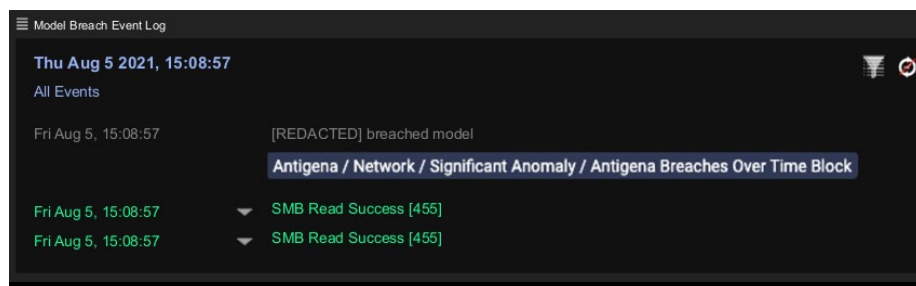 Model Breach Event Log
Thu Aug 5 2021, 15:08:57
All Events
Fri Aug 5, 15:08:57 [REDACTED] breached model
Antigena / Network / Significant Anomaly / Antigena Breaches Over Time Block
Fri Aug 5, 15:08:57 SMB Read Success [455]
Fri Aug 5, 15:08:57 SMB Read Success [455]